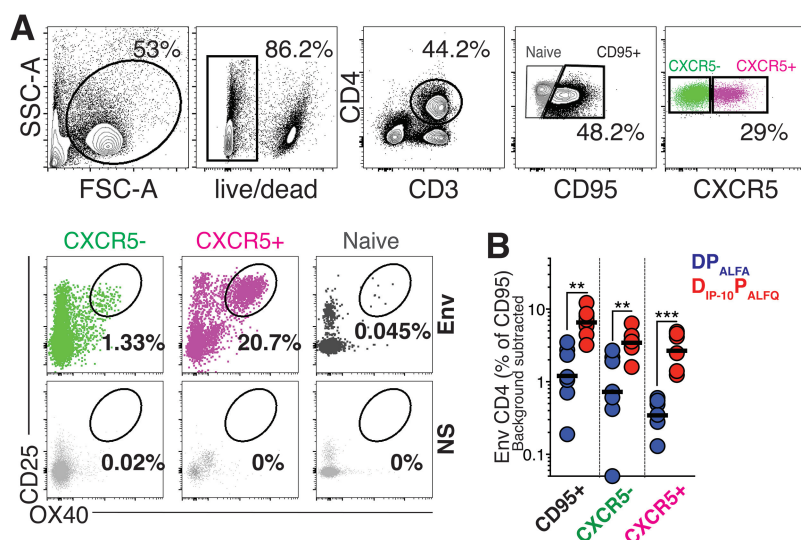 A
53%
86.2%
44.2%
Naive
CD95+
48.2%
CXCR5-
CXCR5+
29%
SSC-A
CD4
FSC-A
live/dead
CD3
CD95
CXCR5
CXCR5-
CXCR5+
Naive
1.33%
20.7%
0.045%
Env
0.02%
0%
0%
NS
CD25
OX40
B
DPALFA
DIP-10PALFQ
Env CD4 (% of CD95)
Background subtracted
10
1
0.1
**
**
***
CD95+
CXCR5-
CXCR5+